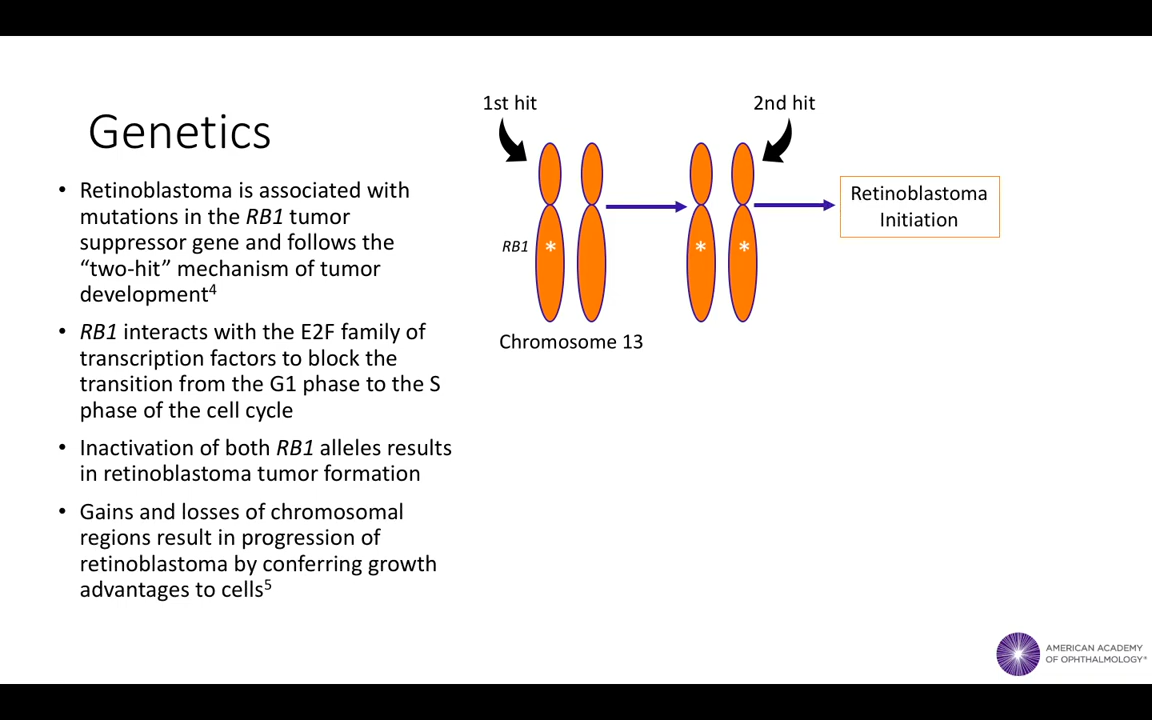 Genetics
• Retinoblastoma is associated with
mutations in the RB1 tumor
suppressor gene and follows the
“two-hit” mechanism of tumor
development⁴
• RB1 interacts with the E2F family of
transcription factors to block the
transition from the G1 phase to the S
phase of the cell cycle
• Inactivation of both RB1 alleles results
in retinoblastoma tumor formation
• Gains and losses of chromosomal
regions result in progression of
retinoblastoma by conferring growth
advantages to cells⁵
1st hit
2nd hit
RB1
*
*
*
Chromosome 13
Retinoblastoma
Initiation
AMERICAN ACADEMY
OF OPHTHALMOLOGY®